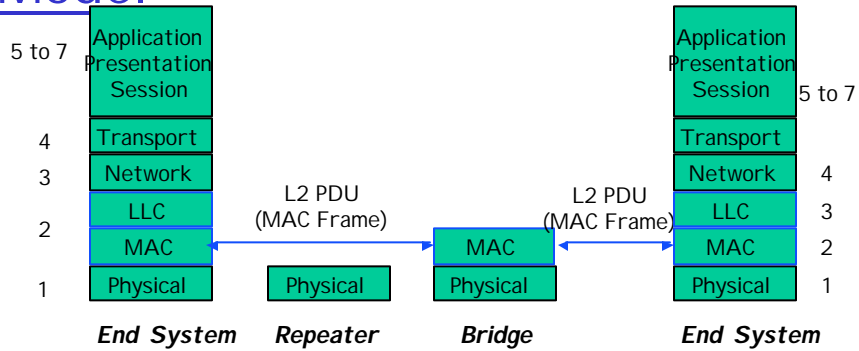 5 to 7
Application
Presentation
Session
4
Transport
3
Network
2
LLC
MAC
1
Physical
End System
L2 PDU
(MAC Frame)
Physical
Repeater
MAC
Physical
Bridge
L2 PDU
(MAC Frame)
Application
Presentation
Session
5 to 7
Transport
Network
4
LLC
3
MAC
2
Physical
1
End System